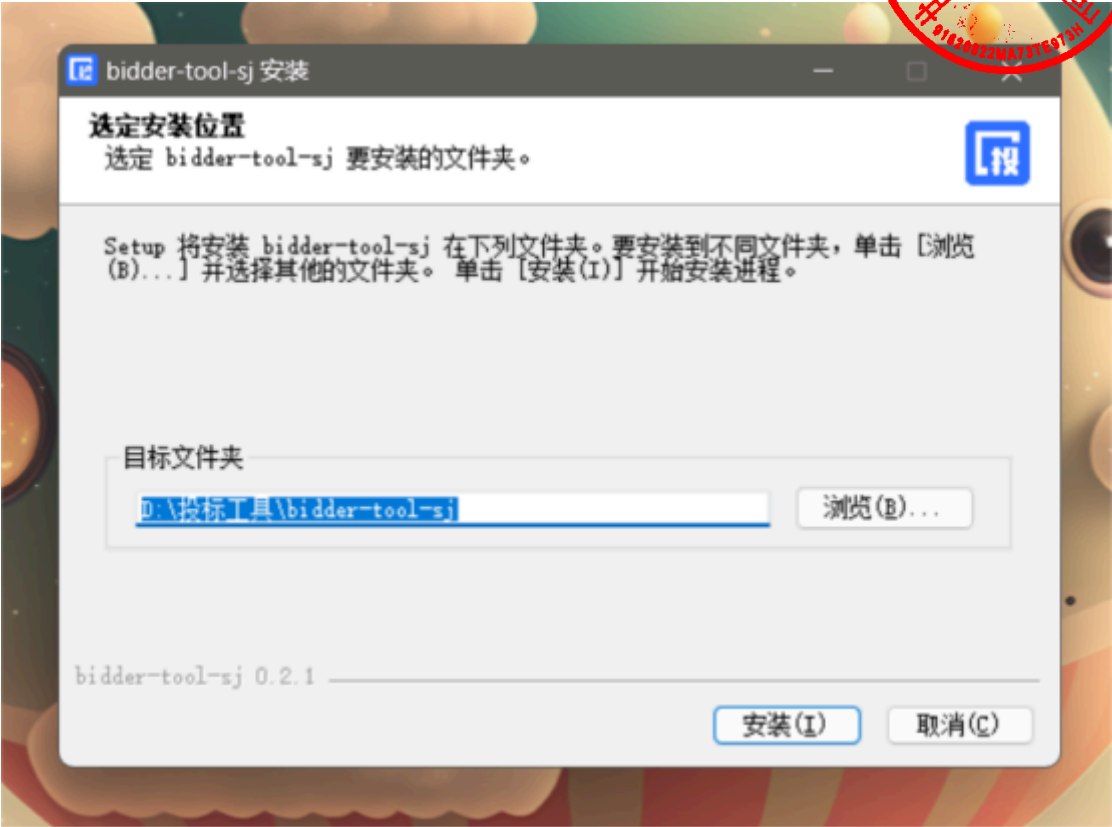 bidder-tool-sj 安装
选定安装位置
选定 bidder-tool-sj 要安装的文件夹。
投
Setup 将安装 bidder-tool-sj 在下列文件夹。要安装到不同文件夹，单击 [浏览
(B)...] 并选择其他的文件夹。 单击 [安装(I)] 开始安装进程。
目标文件夹
D:\投标工具\bidder-tool-sj
浏览(B)...
bidder-tool-sj 0.2.1
安装(I)
取消(C)